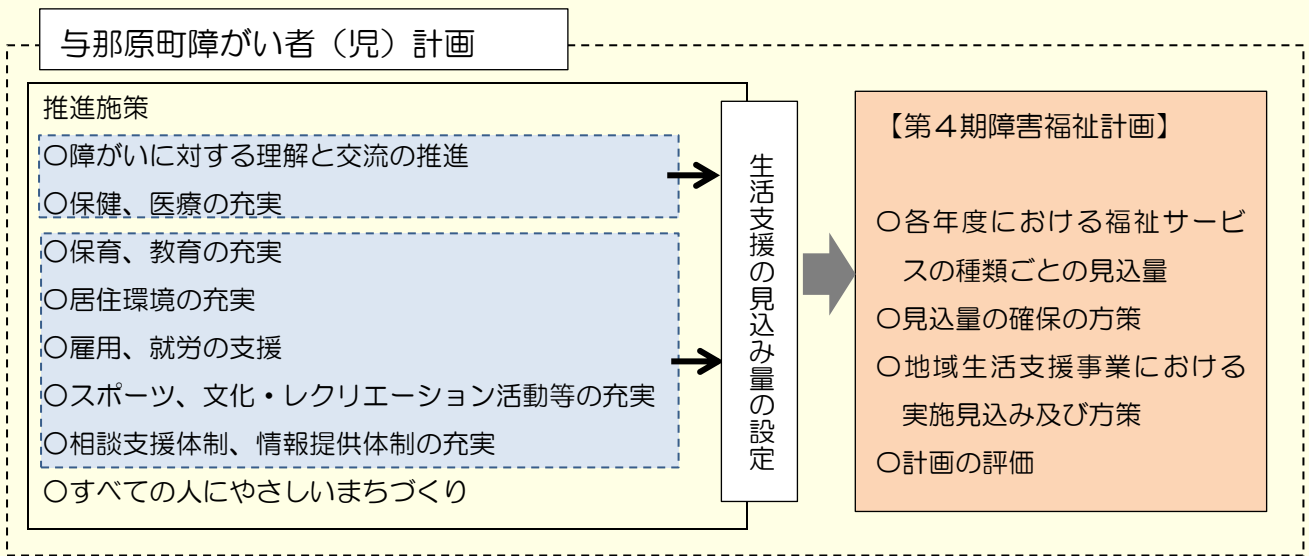 与那原町障がい者（児）計画
推進施策
○障がいに対する理解と交流の推進
○保健、医療の充実
○保育、教育の充実
○居住環境の充実
○雇用、就労の支援
○スポーツ、文化・レクリエーション活動等の充実
○相談支援体制、情報提供体制の充実
○すべての人にやさしいまちづくり
生活支援の見込み量の設定
【第４期障害福祉計画】
○各年度における福祉サービ
スの種類ごとの見込量
○見込量の確保の方策
○地域生活支援事業における
実施見込み及び方策
○計画の評価